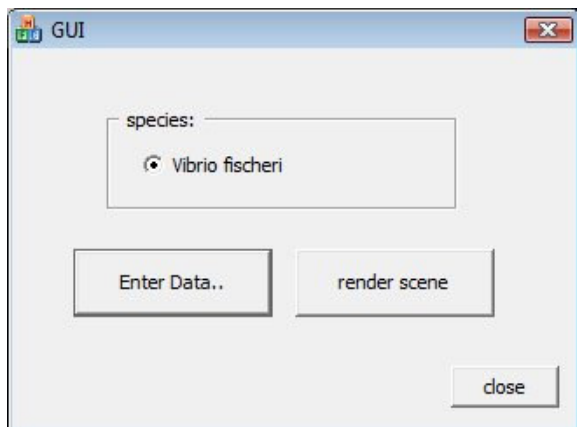 GUI
species:
Vibrio fischeri
Enter Data..
render scene
close